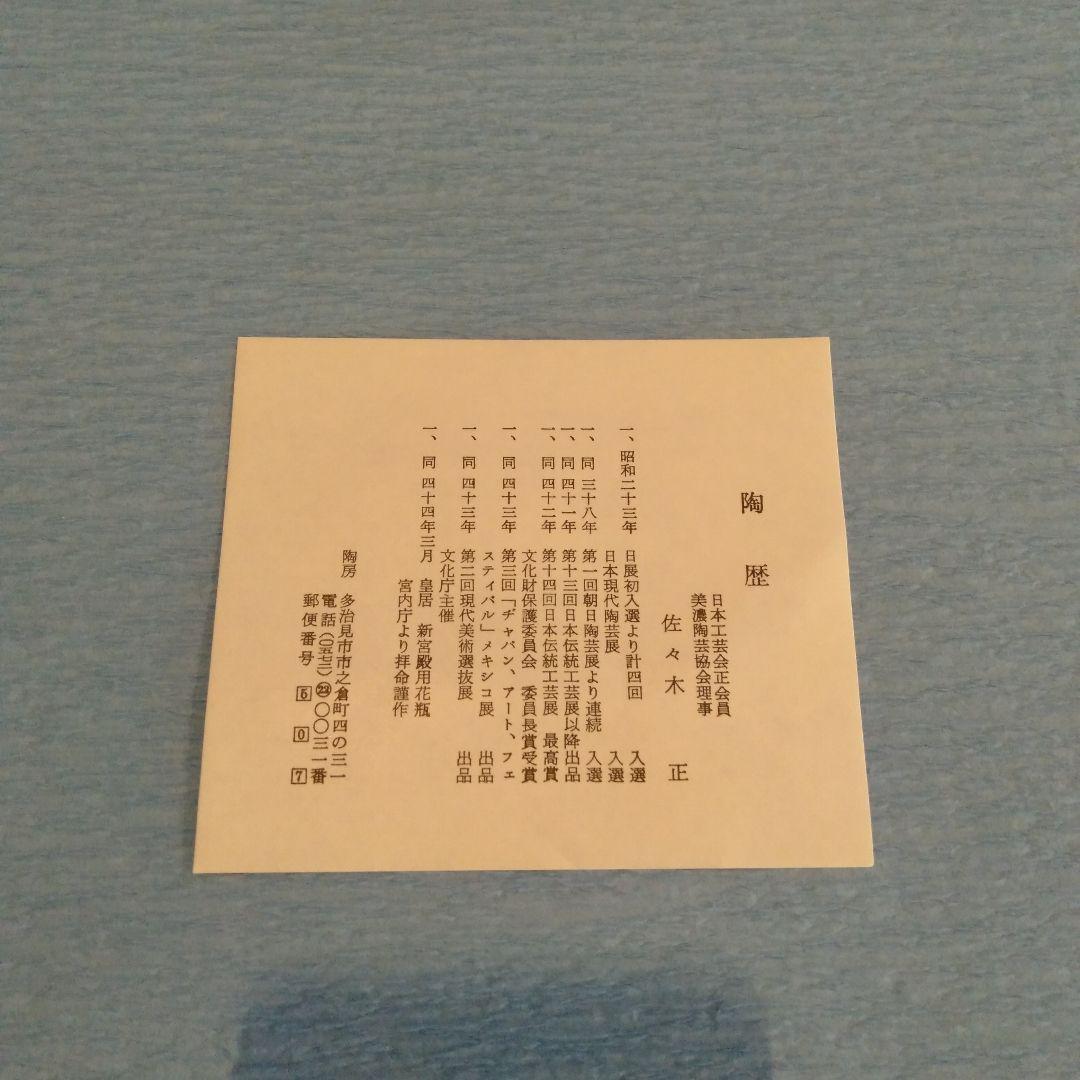 陶歴
日本工芸会正会員
美濃陶芸協会理事
佐々木 正
一、昭和二十三年 日展初入選より計四回 入選
日本現代陶芸展 入選
一、同 三十八年 第一回朝日陶芸展より連続 入選
一、同 四十一年 第十三回日本伝統工芸展以降出品
一、同 四十二年 第十四回日本伝統工芸展 最高賞
文化財保護委員会 委員長賞受賞
一、同 四十三年 第三回「ヂャパン、アート、フェ
スティバル」メキシコ展 出品
一、同 四十三年 第二回現代美術選抜展 出品
文化庁主催
一、同 四十四年三月 皇居 新宮殿用花瓶
宮内庁より拝命謹作
陶房 多治見市市之倉町四の三一
電話(〇五七三)㉓〇〇三一番
郵便番号 507